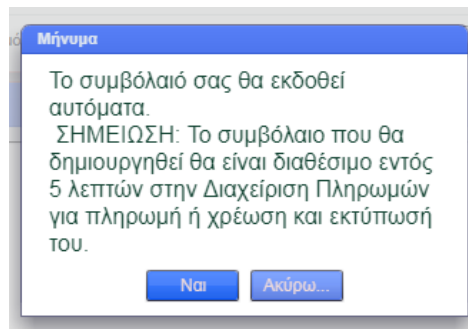 Μήνυμα
Το συμβόλαιό σας θα εκδοθεί
αυτόματα.
ΣΗΜΕΙΩΣΗ: Το συμβόλαιο που θα
δημιουργηθεί θα είναι διαθέσιμο εντός
5 λεπτών στην Διαχείριση Πληρωμών
για πληρωμή ή χρέωση και εκτύπωσή
του.
Ναι Ακύρω...